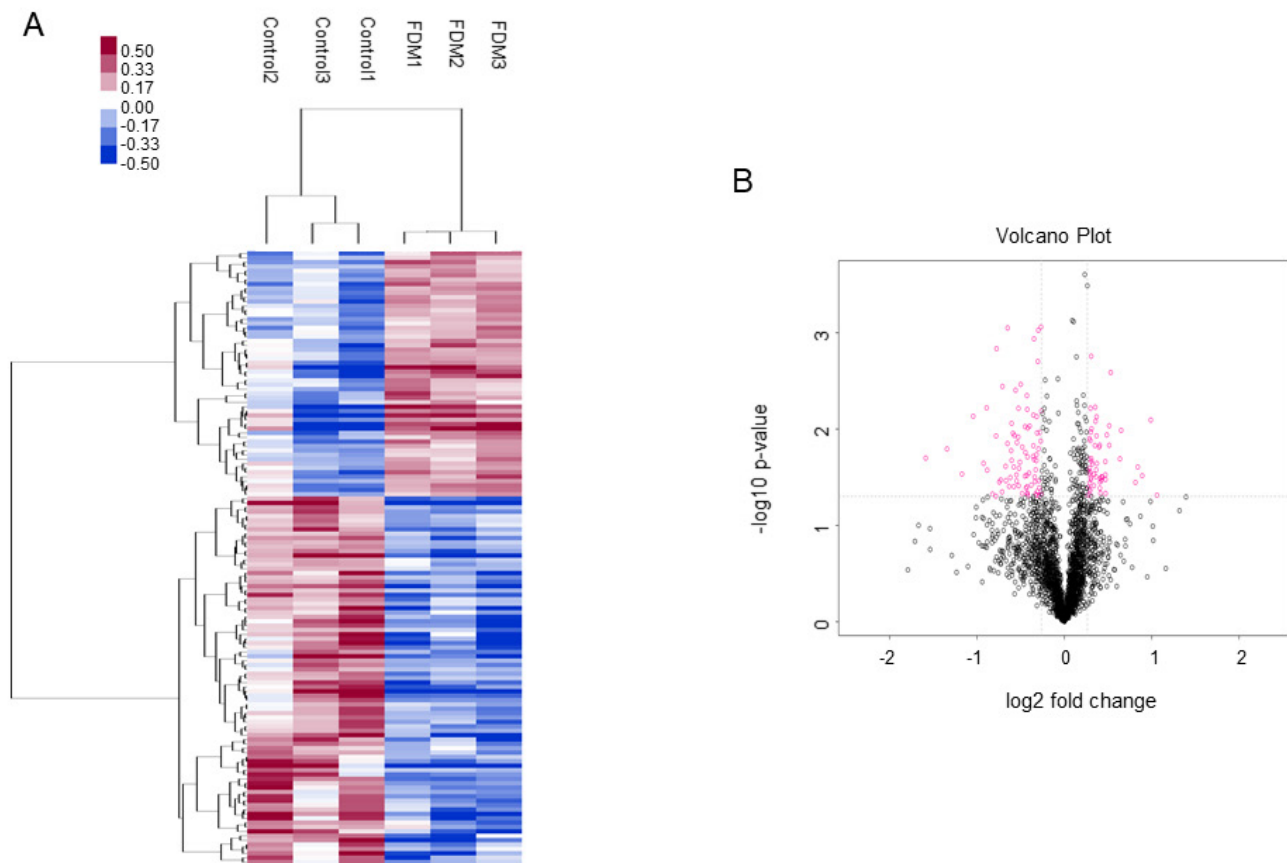 A
0.50
0.33
0.17
0.00
-0.17
-0.33
-0.50
Control2
Control3
Control1
FDM1
FDM2
FDM3
B
Volcano Plot
-log10 p-value
3
2
1
0
-2
-1
0
1
2
log2 fold change